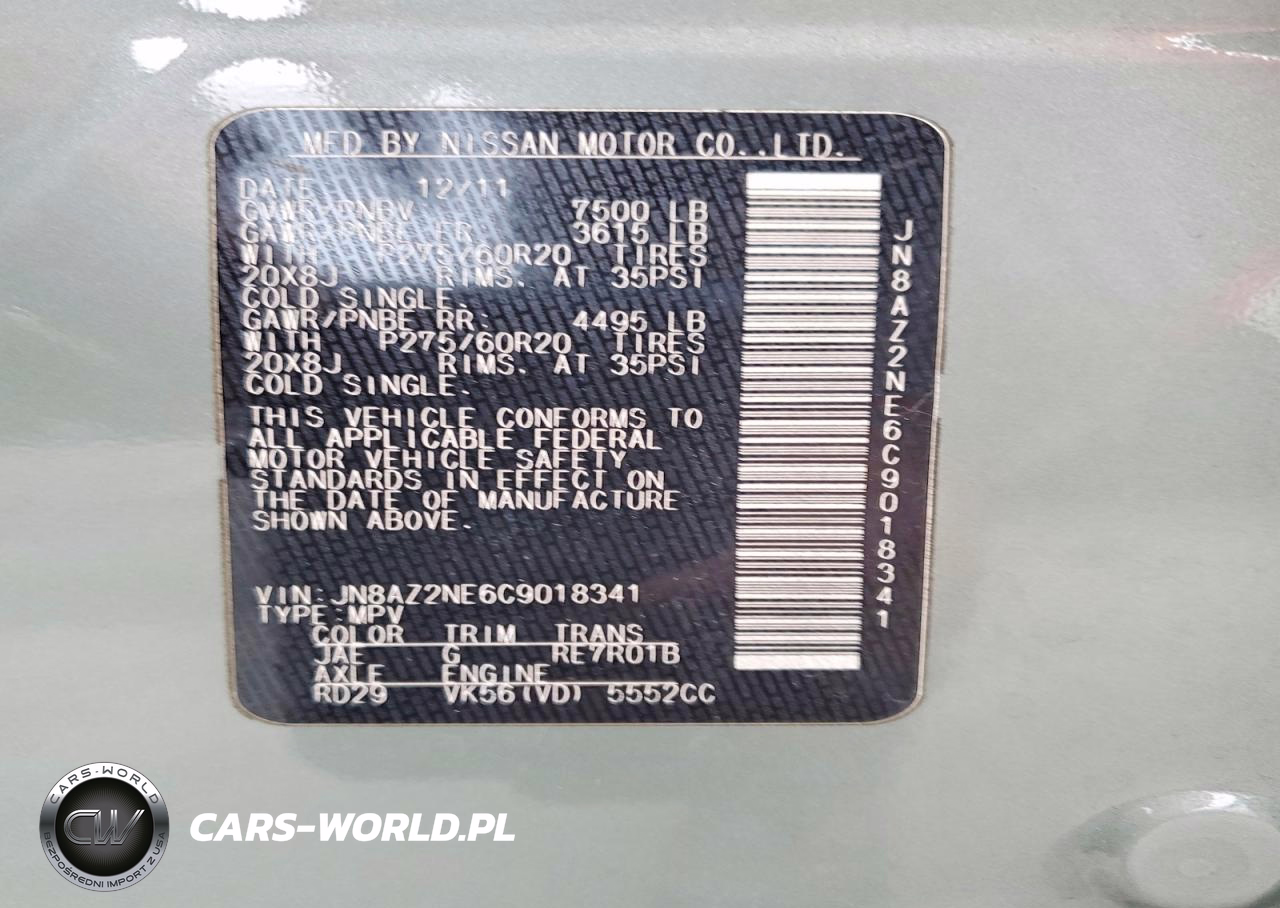 MFD BY NISSAN MOTOR CO.,LTD.
DATE 12/11
GVWR/PNBV 7500 LB
GAWR/PNBE FR: 3615 LB
WITH P275/60R20 TIRES
20X8J RIMS. AT 35PSI
COLD SINGLE.
GAWR/PNBE RR: 4495 LB
WITH P275/60R20 TIRES
20X8J RIMS. AT 35PSI
COLD SINGLE.
THIS VEHICLE CONFORMS TO
ALL APPLICABLE FEDERAL
MOTOR VEHICLE SAFETY
STANDARDS IN EFFECT ON
THE DATE OF MANUFACTURE
SHOWN ABOVE.
VIN:JN8AZ2NE6C9018341
TYPE:MPV
COLOR TRIM TRANS
JAE G RE7R01B
AXLE ENGINE
RD29 VK56(VD) 5552CC
JN8AZ2NE6C9018341
CARS-WORLD
CW
BEZPOŚREDNI IMPORT Z USA
CARS-WORLD.PL